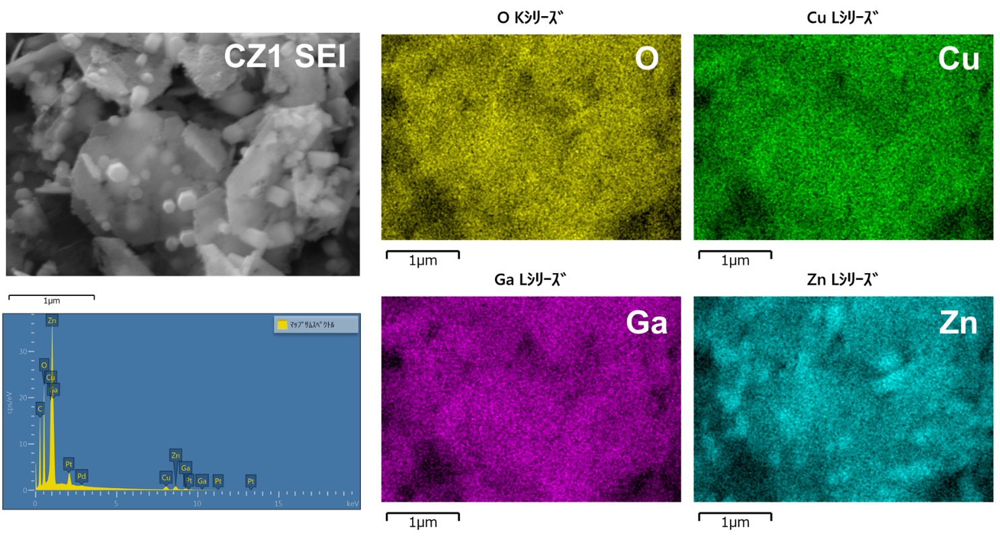 CZ1 SEI
1μm
O Kｼﾘｰｽﾞ
O
1μm
Cu Lｼﾘｰｽﾞ
Cu
1μm
Ga Lｼﾘｰｽﾞ
Ga
1μm
Zn Lｼﾘｰｽﾞ
Zn
1μm
ﾏｯﾌﾟｻﾑｽﾍﾟｸﾄﾙ
cps/eV
30
20
10
0
Zn
O
Cu
Ga
C
Pt
Pd
Cu
Zn
Ga
Pt
Ga
Pt
Pt
0
5
10
15
keV